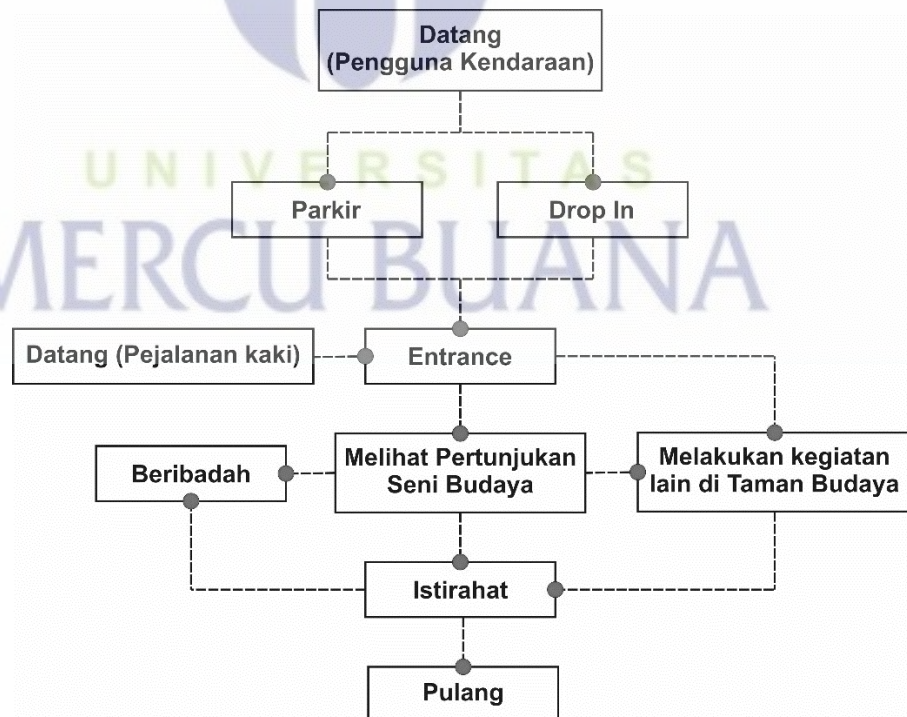 Datang
(Pengguna Kendaraan)
UNIVERSITAS
Parkir
Drop In
MERCU BUANA
Datang (Pejalanan kaki)
Entrance
Beribadah
Melihat Pertunjukan
Seni Budaya
Melakukan kegiatan
lain di Taman Budaya
Istirahat
Pulang